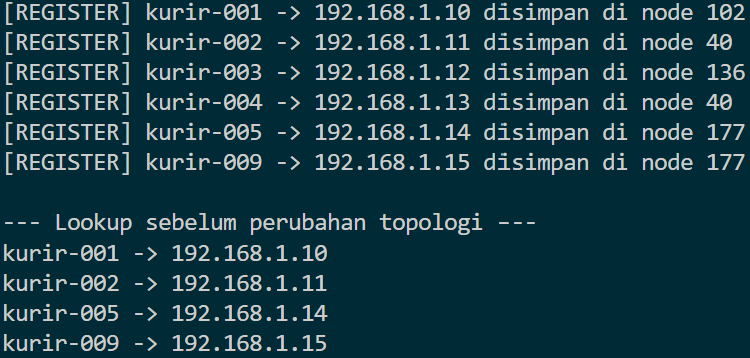 [REGISTER] kurir-001 -> 192.168.1.10 disimpan di node 102
[REGISTER] kurir-002 -> 192.168.1.11 disimpan di node 40
[REGISTER] kurir-003 -> 192.168.1.12 disimpan di node 136
[REGISTER] kurir-004 -> 192.168.1.13 disimpan di node 40
[REGISTER] kurir-005 -> 192.168.1.14 disimpan di node 177
[REGISTER] kurir-009 -> 192.168.1.15 disimpan di node 177
--- Lookup sebelum perubahan topologi ---
kurir-001 -> 192.168.1.10
kurir-002 -> 192.168.1.11
kurir-005 -> 192.168.1.14
kurir-009 -> 192.168.1.15